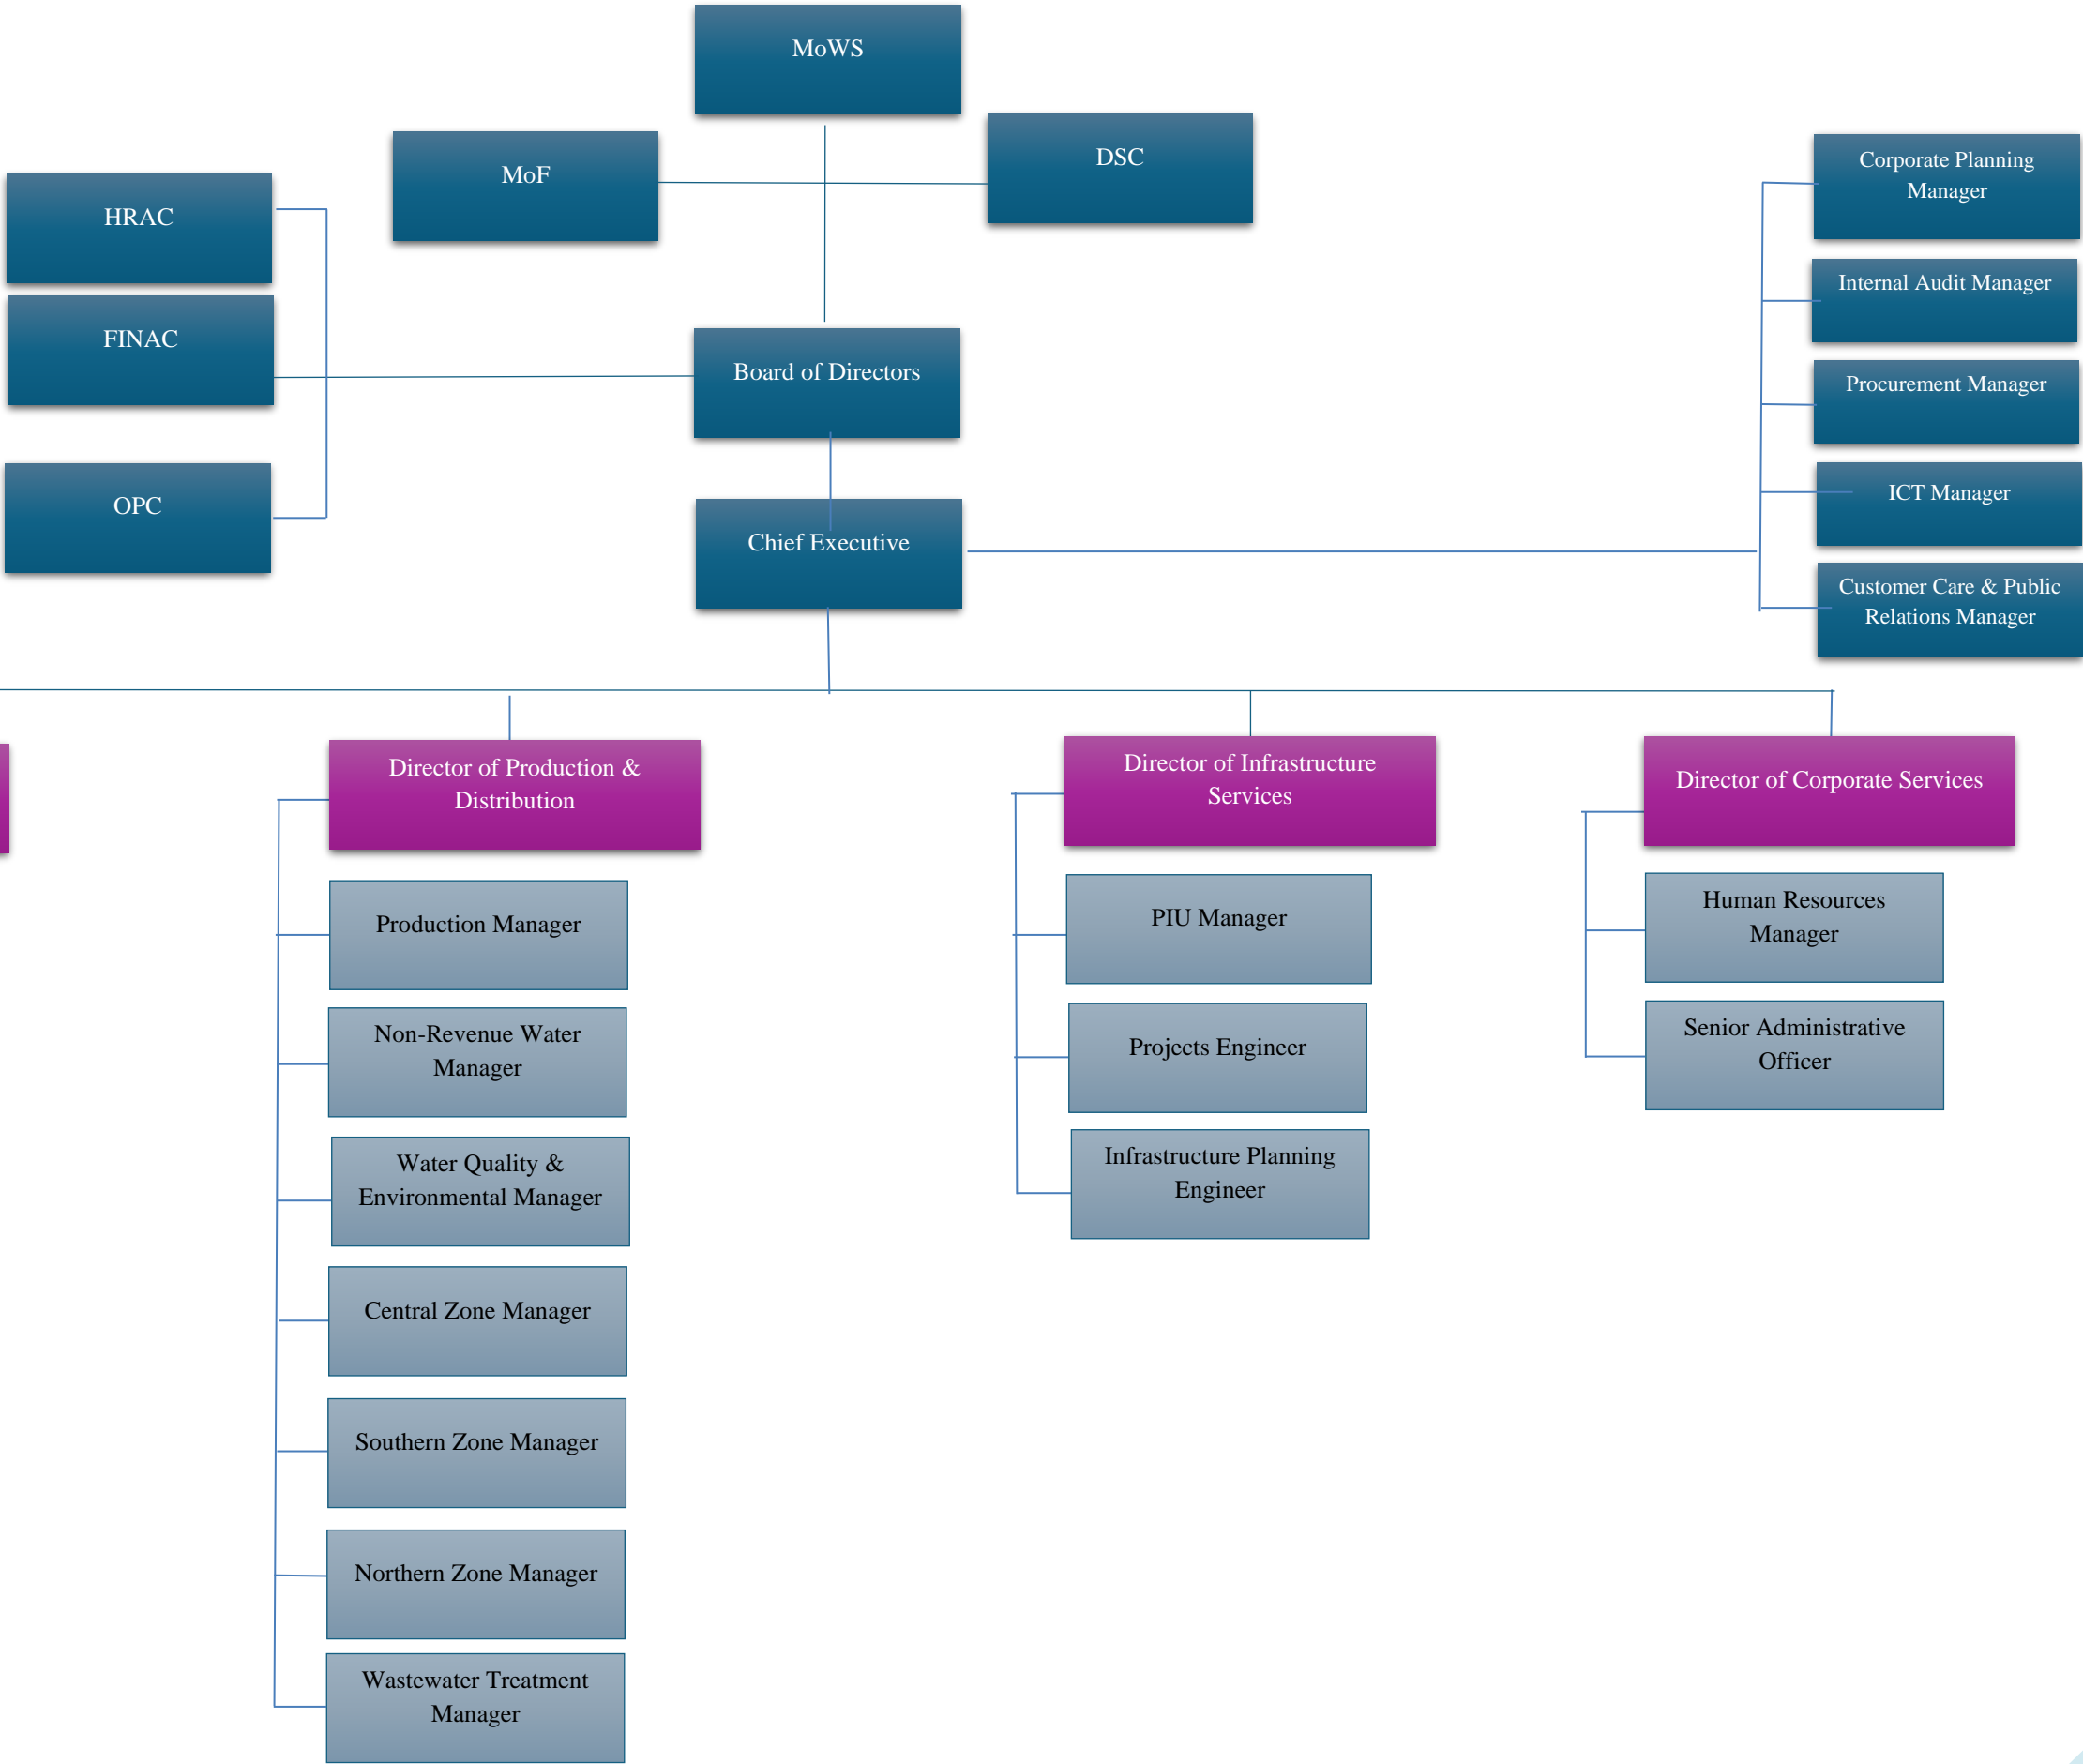 MoWS
MoF
DSC
HRAC
FINAC
OPC
Board of Directors
Chief Executive
Corporate Planning
Manager
Internal Audit Manager
Procurement Manager
ICT Manager
Customer Care & Public
Relations Manager
Director of Production &
Distribution
Production Manager
Non-Revenue Water
Manager
Water Quality &
Environmental Manager
Central Zone Manager
Southern Zone Manager
Northern Zone Manager
Wastewater Treatment
Manager
Director of Infrastructure
Services
PIU Manager
Projects Engineer
Infrastructure Planning
Engineer
Director of Corporate Services
Human Resources
Manager
Senior Administrative
Officer